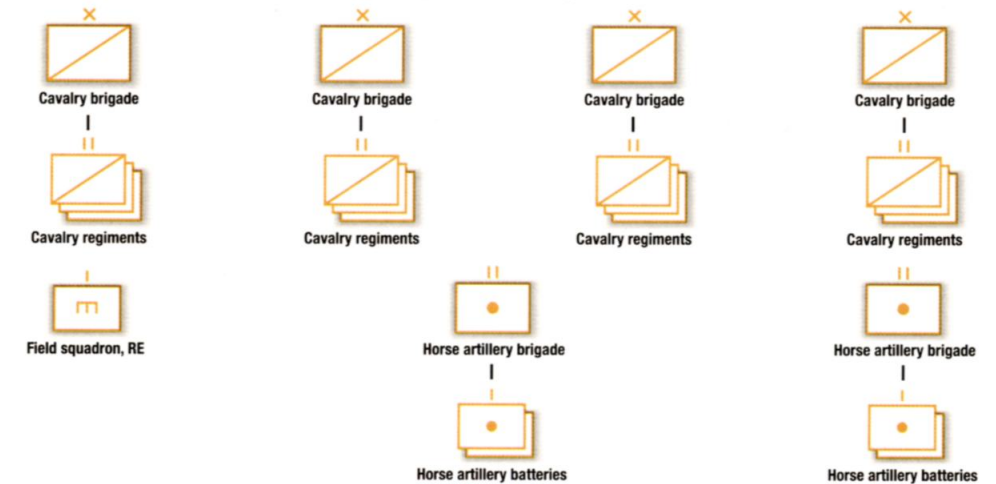 Cavalry brigade
Cavalry brigade
Cavalry brigade
Cavalry brigade
Cavalry regiments
Cavalry regiments
Cavalry regiments
Cavalry regiments
Field squadron, RE
Horse artillery brigade
Horse artillery brigade
Horse artillery batteries
Horse artillery batteries